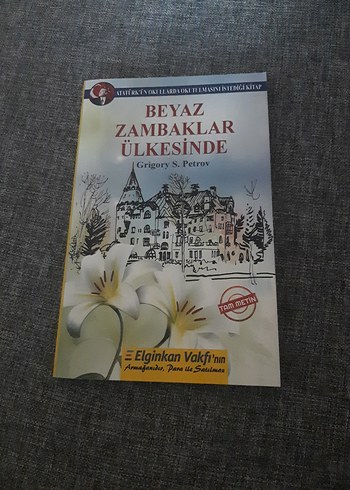 ATATÜRK'ÜN OKULLARDA OKUTULMASINI İSTEDİĞİ KİTAP
BEYAZ
ZAMBAKLAR
ÜLKESİNDE
Grigory S. Petrov
TAM METİN
Elginkan Vakfı'nın
Armağanıdır, Para ile Satılmaz